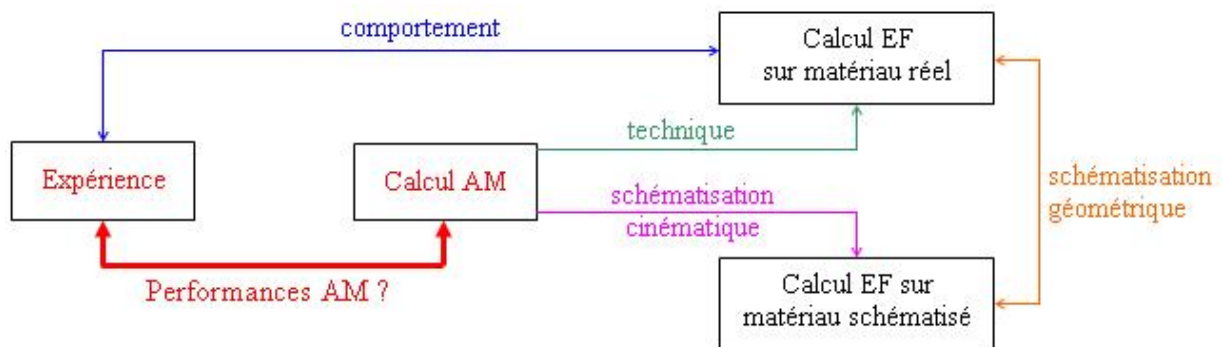 comportement
Calcul EF
sur matériau réel
technique
Expérience
Calcul AM
schématisation
cinématique
schématisation
géométrique
Performances AM ?
Calcul EF sur
matériau schématisé